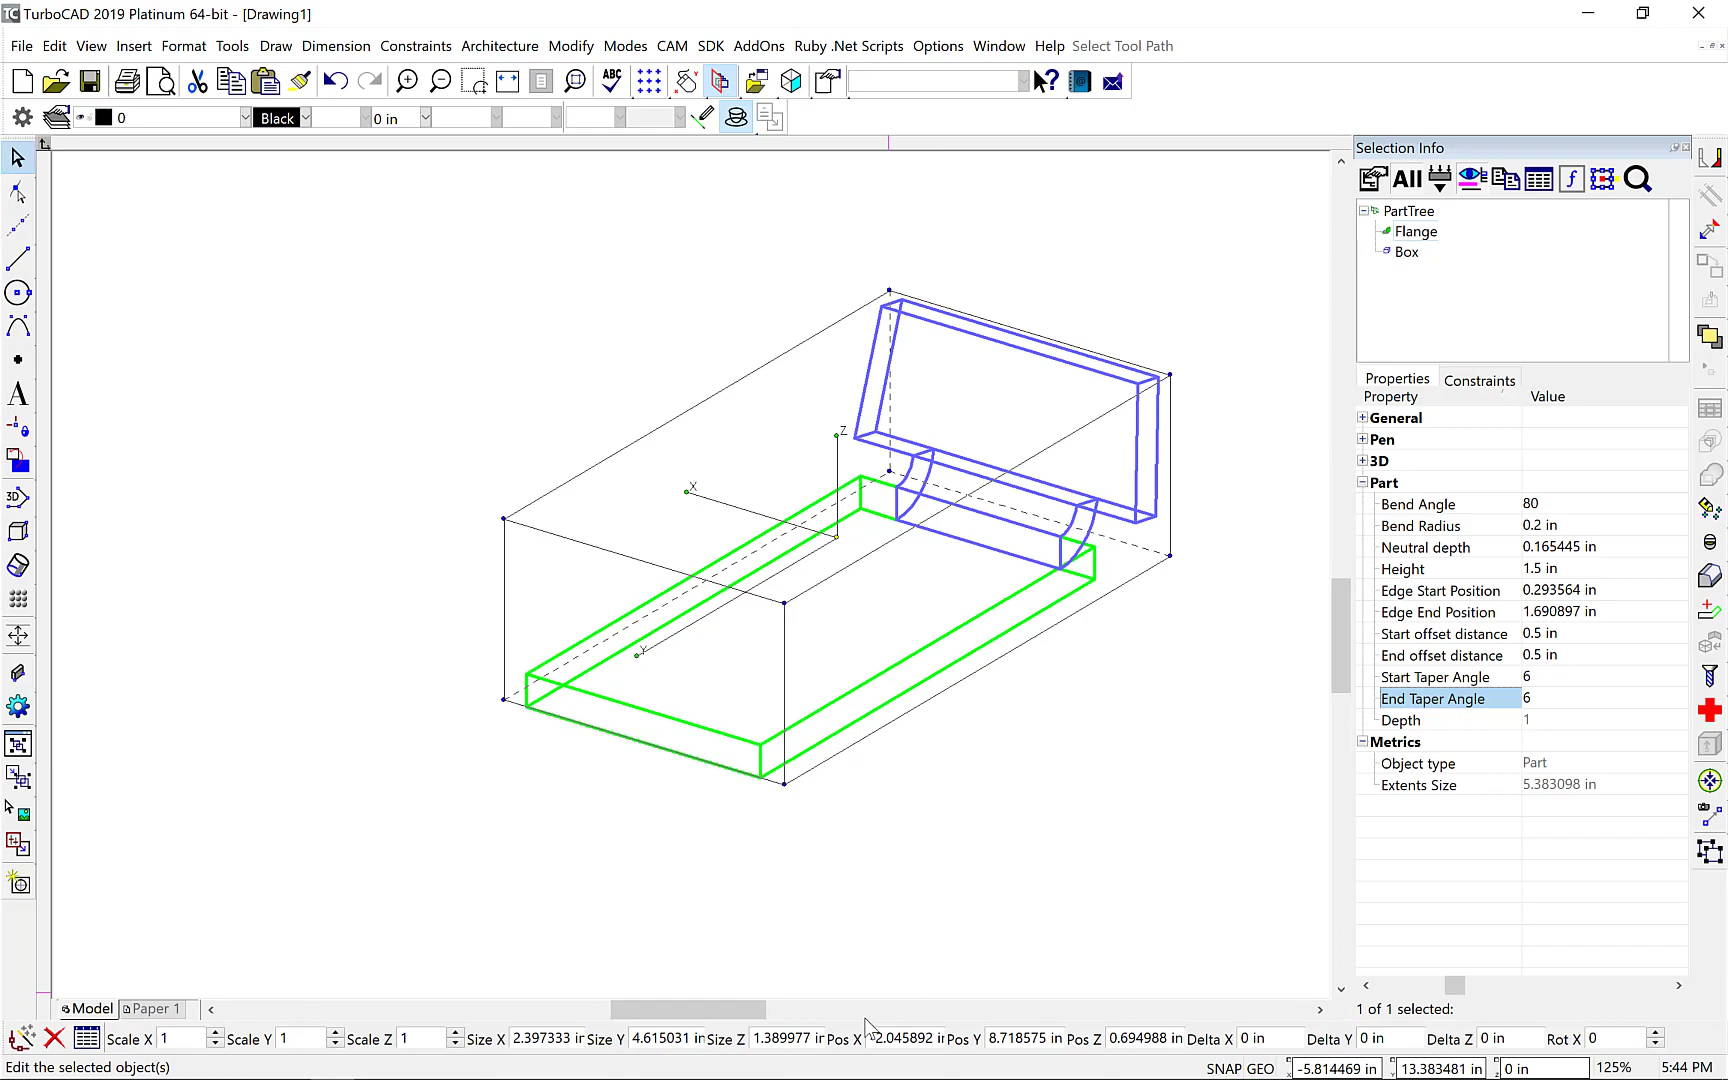 TC TurboCAD 2019 Platinum 64-bit - [Drawing1]
File Edit View Insert Format Tools Draw Dimension Constraints Architecture Modify Modes CAM SDK AddOns Ruby .Net Scripts Options Window Help Select Tool Path
ABC
0 Black 0 in
Selection Info
All f
PartTree
Flange
Box
Properties Constraints
Property Value
General
Pen
3D
Part
Bend Angle 80
Bend Radius 0.2 in
Neutral depth 0.165445 in
Height 1.5 in
Edge Start Position 0.293564 in
Edge End Position 1.690897 in
Start offset distance 0.5 in
End offset distance 0.5 in
Start Taper Angle 6
End Taper Angle 6
Depth 1
Metrics
Object type Part
Extents Size 5.383098 in
A
3D
Z
X
Y
Model Paper 1
1 of 1 selected:
Scale X 1 Scale Y 1 Scale Z 1 Size X 2.397333 in Size Y 4.615031 in Size Z 1.389977 in Pos X 2.045892 in Pos Y 8.718575 in Pos Z 0.694988 in Delta X 0 in Delta Y 0 in Delta Z 0 in Rot X 0
Edit the selected object(s) SNAP GEO -5.814469 in 13.383481 in 0 in 125% 5:44 PM